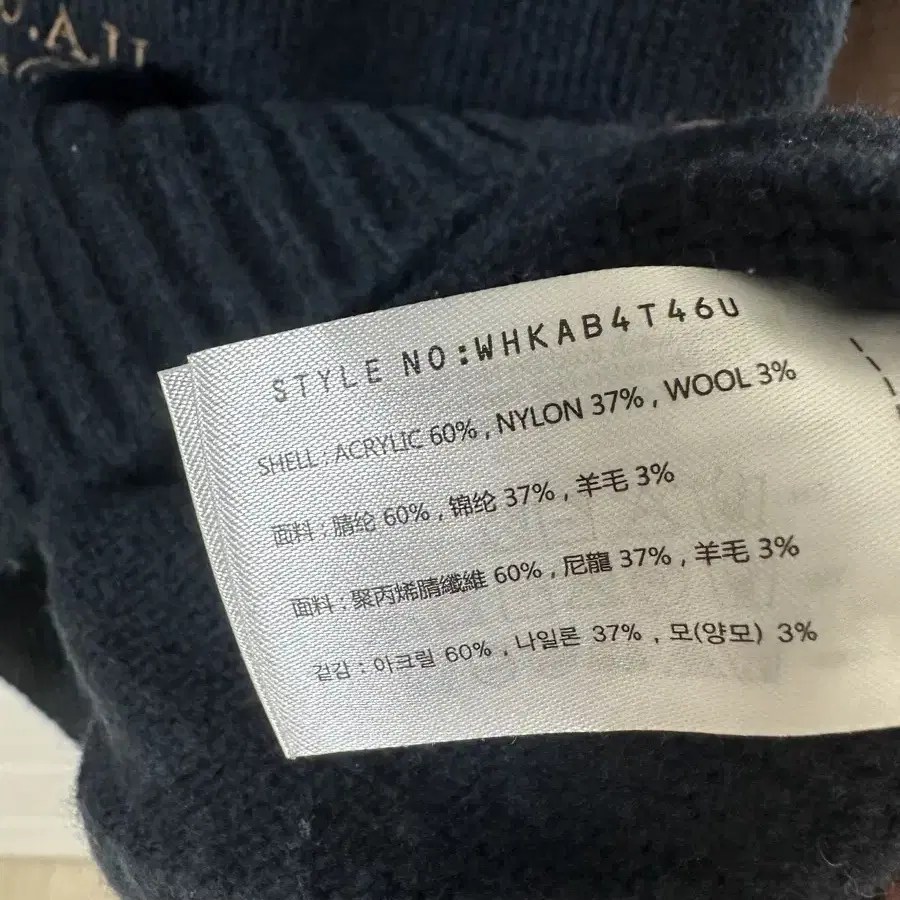 STYLE NO:WHKAB4T46U
SHELL : ACRYLIC 60% , NYLON 37% , WOOL 3%
面料 : 腈纶 60% , 锦纶 37% , 羊毛 3%
面料 : 聚丙烯腈纖維 60% , 尼龍 37% , 羊毛 3%
겉감 : 아크릴 60% , 나일론 37% , 모(양모) 3%